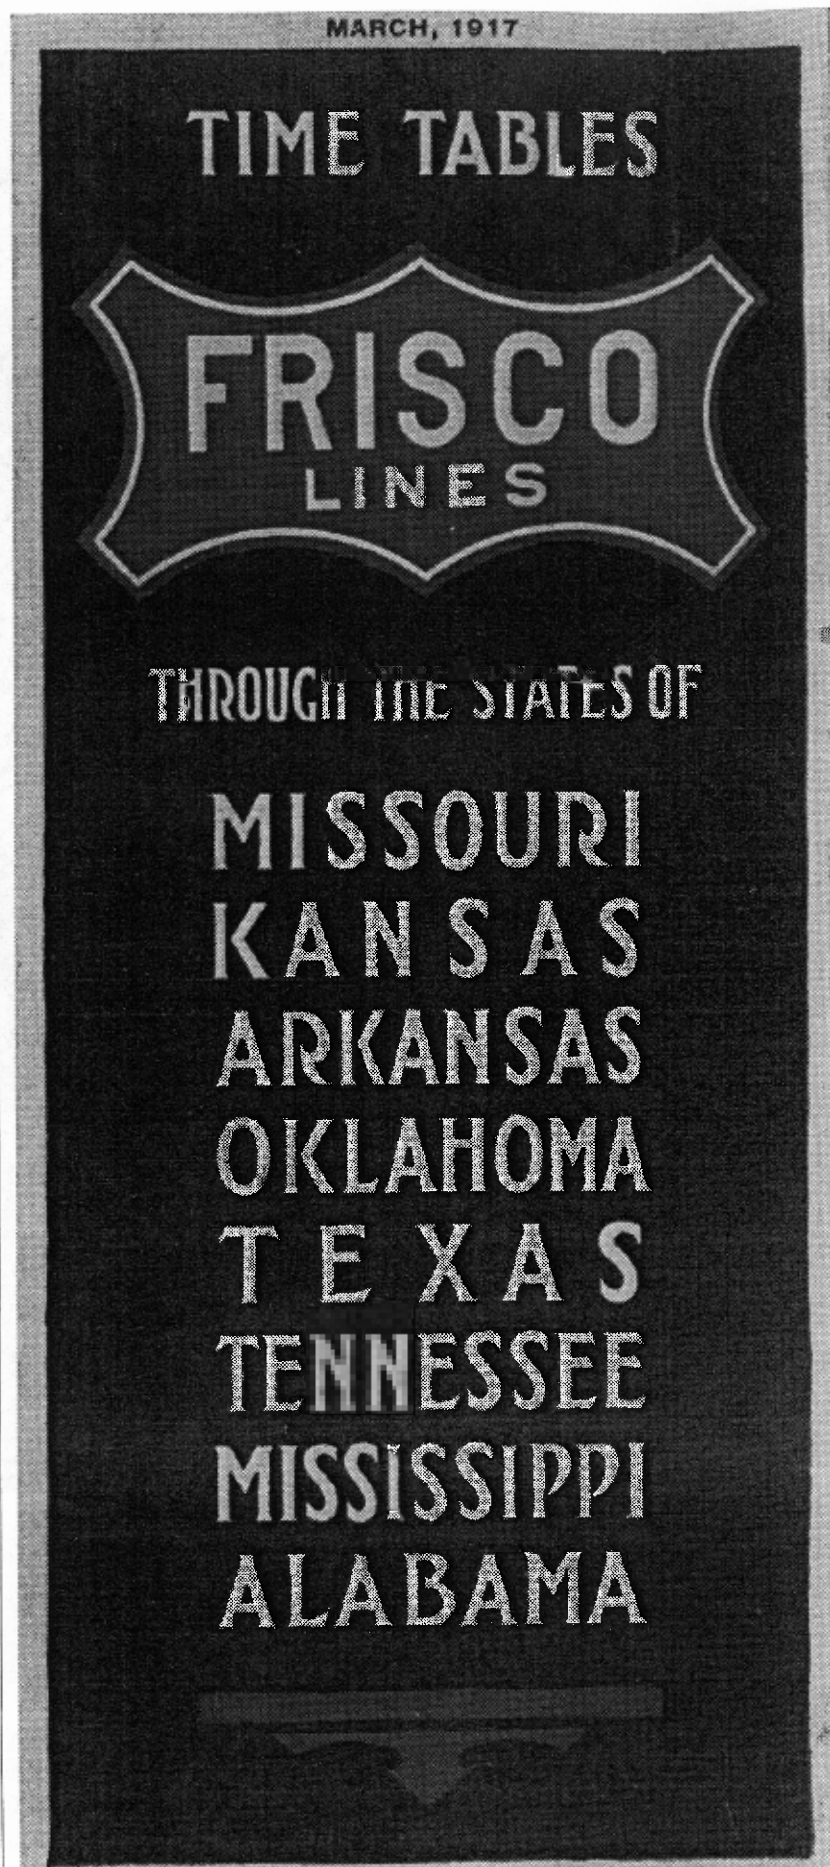 MARCH, 1917
TIME TABLES
FRISCO
LINES
THROUGH THE STATES OF
MISSOURI
KANSAS
ARKANSAS
OKLAHOMA
TEXAS
TENNESSEE
MISSISSIPPI
ALABAMA